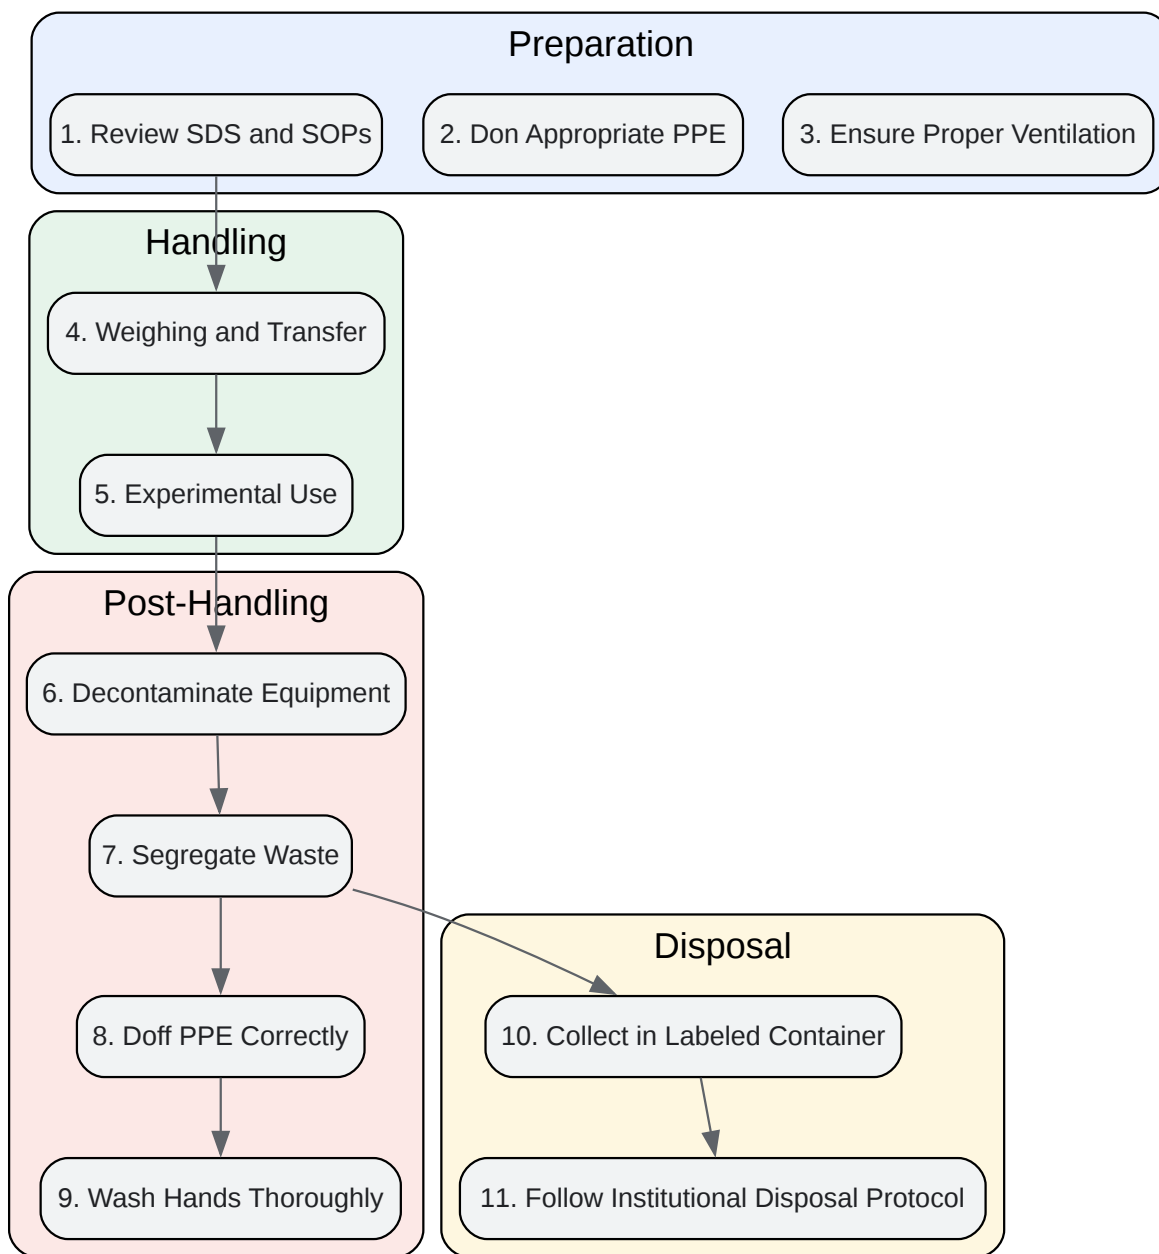 Preparation
1. Review SDS and SOPs
2. Don Appropriate PPE
3. Ensure Proper Ventilation
Handling
4. Weighing and Transfer
5. Experimental Use
Post-Handling
6. Decontaminate Equipment
7. Segregate Waste
8. Doff PPE Correctly
9. Wash Hands Thoroughly
Disposal
10. Collect in Labeled Container
11. Follow Institutional Disposal Protocol